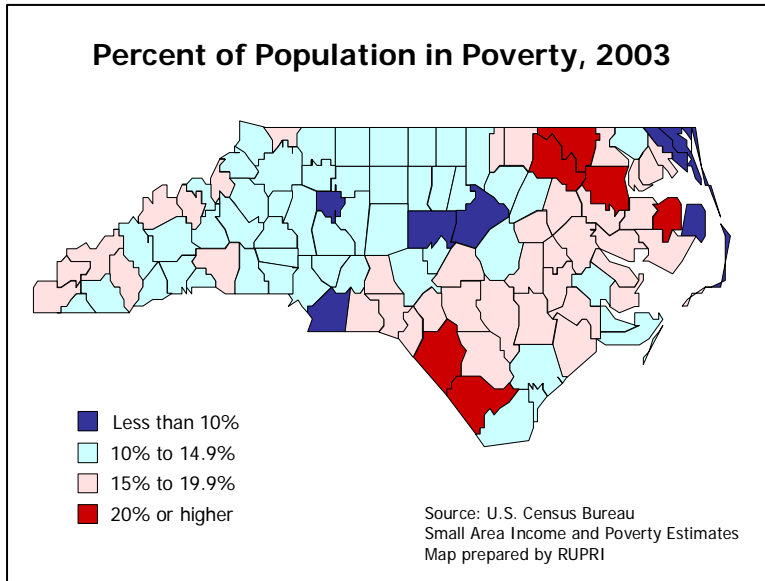 Percent of Population in Poverty, 2003
Less than 10%
10% to 14.9%
15% to 19.9%
20% or higher
Source: U.S. Census Bureau
Small Area Income and Poverty Estimates
Map prepared by RUPRI